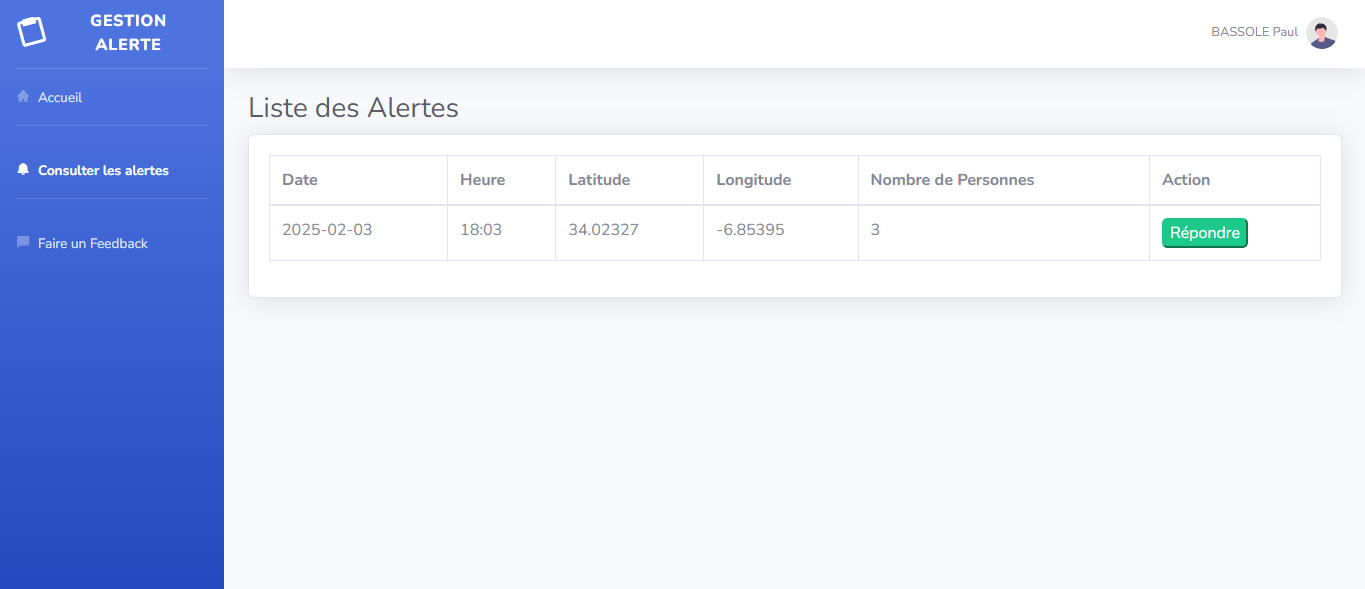 GESTION
ALERTE
BASSOLE Paul
Accueil
Consulter les alertes
Faire un Feedback
Liste des Alertes
Date Heure Latitude Longitude Nombre de Personnes Action
2025-02-03 18:03 34.02327 -6.85395 3 Répondre